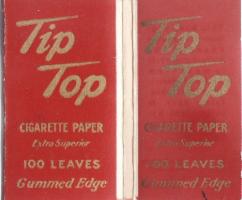 Tip
Top
CIGARETTE PAPER
Extra Superior
100 LEAVES
Gummed Edge
Tip
Top
CIGARETTE PAPER
Extra Superior
100 LEAVES
Gummed Edge